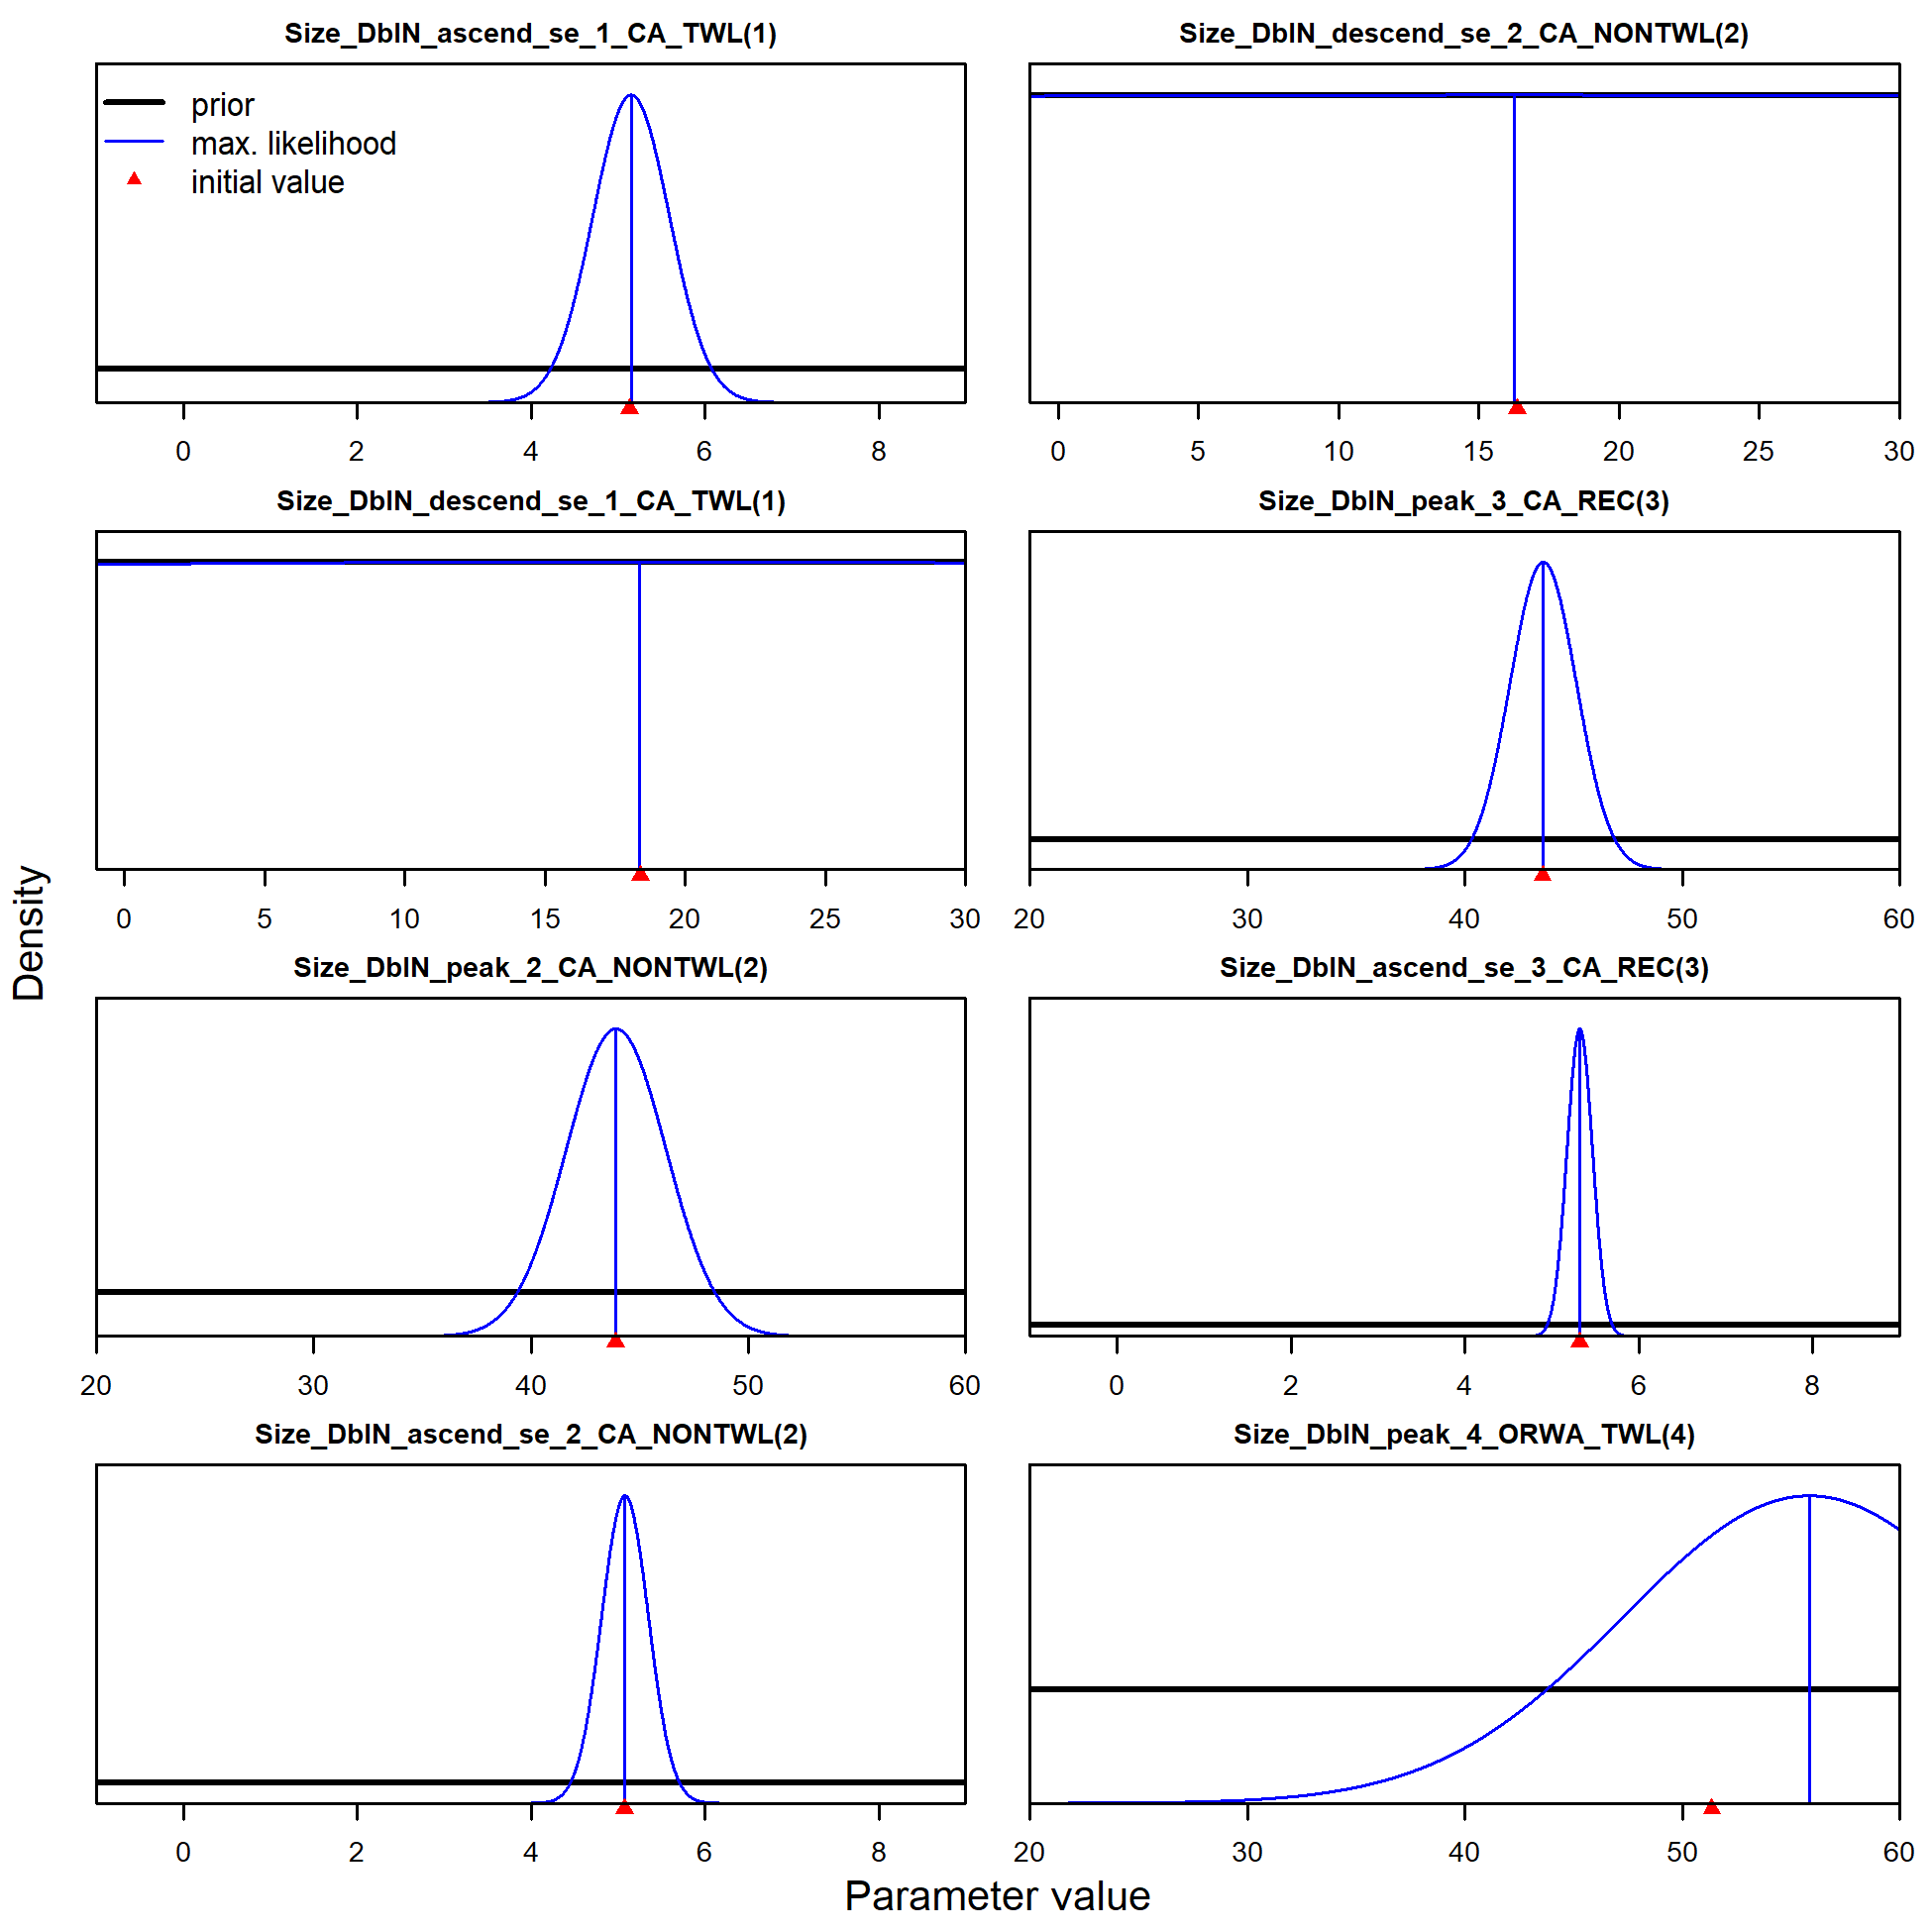 Size_DblN_ascend_se_1_CA_TWL(1)
prior
max. likelihood
initial value
0 2 4 6 8
Size_DblN_descend_se_2_CA_NONTWL(2)
0 5 10 15 20 25 30
Size_DblN_descend_se_1_CA_TWL(1)
0 5 10 15 20 25 30
Size_DblN_peak_3_CA_REC(3)
20 30 40 50 60
Size_DblN_peak_2_CA_NONTWL(2)
20 30 40 50 60
Size_DblN_ascend_se_3_CA_REC(3)
0 2 4 6 8
Size_DblN_ascend_se_2_CA_NONTWL(2)
0 2 4 6 8
Size_DblN_peak_4_ORWA_TWL(4)
20 30 40 50 60
Density
Parameter value